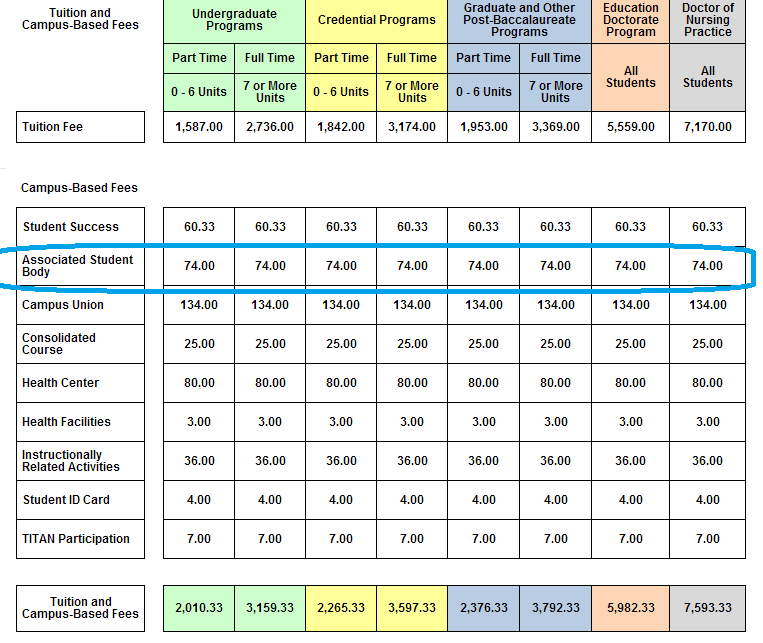 Tuition and
Campus-Based Fees
Undergraduate
Programs
Credential Programs
Graduate and Other
Post-Baccalaureate
Programs
Education
Doctorate
Program
Doctor of
Nursing
Practice
Part Time Full Time Part Time Full Time Part Time Full Time
All
Students
All
Students
0 - 6 Units
7 or More
Units
0 - 6 Units
7 or More
Units
0 - 6 Units
7 or More
Units
Tuition Fee 1,587.00 2,736.00 1,842.00 3,174.00 1,953.00 3,369.00 5,559.00 7,170.00
Campus-Based Fees
Student Success 60.33 60.33 60.33 60.33 60.33 60.33 60.33 60.33
Associated Student
Body
74.00 74.00 74.00 74.00 74.00 74.00 74.00 74.00
Campus Union 134.00 134.00 134.00 134.00 134.00 134.00 134.00 134.00
Consolidated
Course
25.00 25.00 25.00 25.00 25.00 25.00 25.00 25.00
Health Center 80.00 80.00 80.00 80.00 80.00 80.00 80.00 80.00
Health Facilities 3.00 3.00 3.00 3.00 3.00 3.00 3.00 3.00
Instructionally
Related Activities
36.00 36.00 36.00 36.00 36.00 36.00 36.00 36.00
Student ID Card 4.00 4.00 4.00 4.00 4.00 4.00 4.00 4.00
TITAN Participation 7.00 7.00 7.00 7.00 7.00 7.00 7.00 7.00
Tuition and
Campus-Based Fees
2,010.33 3,159.33 2,265.33 3,597.33 2,376.33 3,792.33 5,982.33 7,593.33